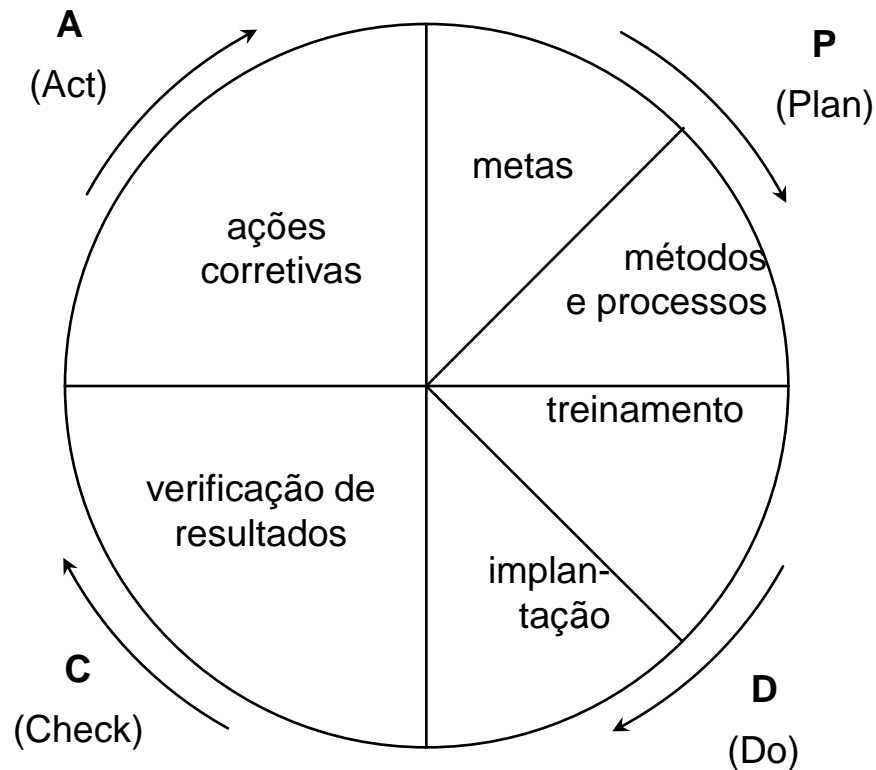 A
(Act)
P
(Plan)
metas
ações
corretivas
métodos
e processos
treinamento
verificação de
resultados
implan-
tação
C
(Check)
D
(Do)